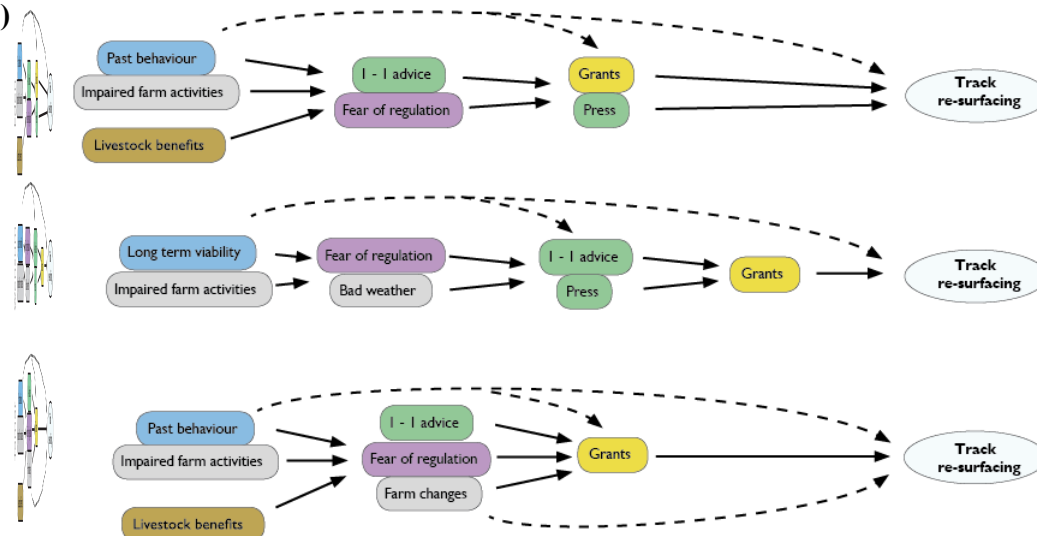 )
Past behaviour
Impaired farm activities
Livestock benefits
1 - 1 advice
Fear of regulation
Grants
Press
Track
re-surfacing
Long term viability
Impaired farm activities
Fear of regulation
Bad weather
1 - 1 advice
Press
Grants
Track
re-surfacing
Past behaviour
Impaired farm activities
Livestock benefits
1 - 1 advice
Fear of regulation
Farm changes
Grants
Track
re-surfacing